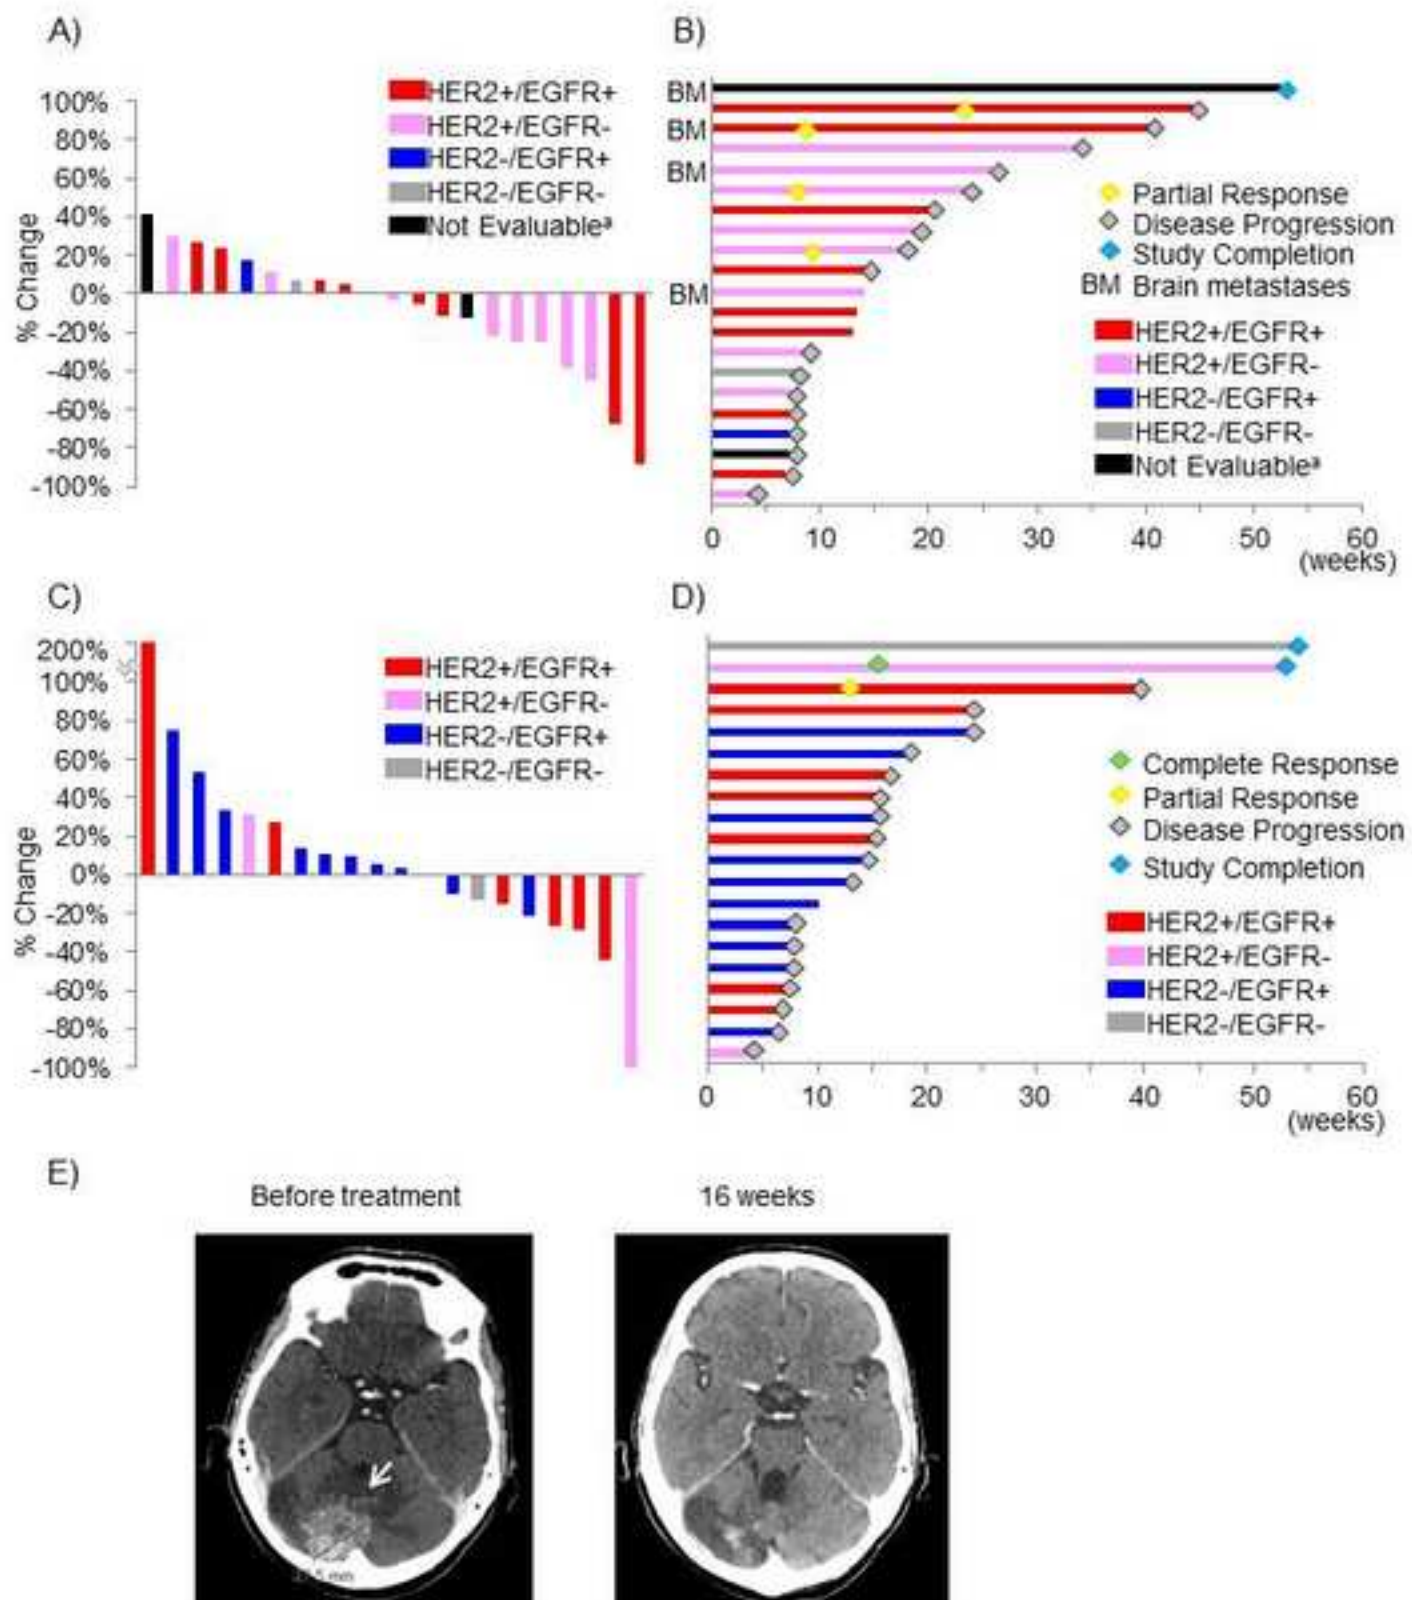 A)
% Change
100%
80%
60%
40%
20%
0%
-20%
-40%
-60%
-80%
-100%
HER2+/EGFR+
HER2+/EGFR-
HER2-/EGFR+
HER2-/EGFR-
Not Evaluableª
B)
BM
BM
BM
BM
Partial Response
Disease Progression
Study Completion
BM Brain metastases
HER2+/EGFR+
HER2+/EGFR-
HER2-/EGFR+
HER2-/EGFR-
Not Evaluableª
0 10 20 30 40 50 60
(weeks)
C)
% Change
200%
100%
80%
60%
40%
20%
0%
-20%
-40%
-60%
-80%
-100%
HER2+/EGFR+
HER2+/EGFR-
HER2-/EGFR+
HER2-/EGFR-
D)
Complete Response
Partial Response
Disease Progression
Study Completion
HER2+/EGFR+
HER2+/EGFR-
HER2-/EGFR+
HER2-/EGFR-
0 10 20 30 40 50 60
(weeks)
E)
Before treatment
16 weeks
mm